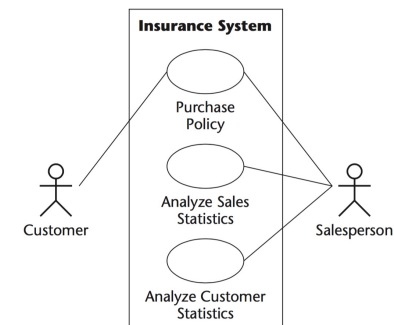 Insurance System
Purchase
Policy
Analyze Sales
Statistics
Customer
Salesperson
Analyze Customer
Statistics